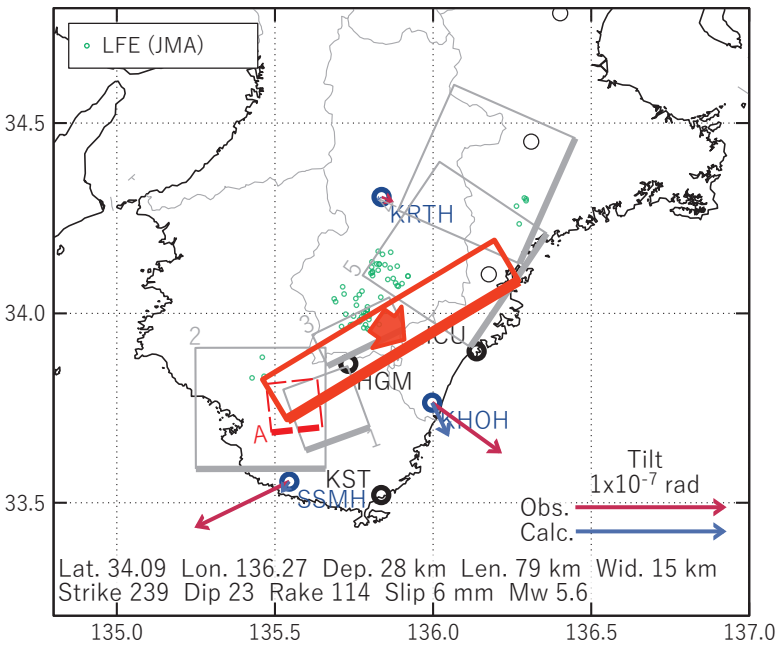 LFE (JMA)
34.5
KRTH
5
34.0
3
ICU
2
HGM
KHOH
A
1
KST
SSMH
Tilt
1x10⁻⁷ rad
Obs.
Calc.
33.5
Lat. 34.09 Lon. 136.27 Dep. 28 km Len. 79 km Wid. 15 km
Strike 239 Dip 23 Rake 114 Slip 6 mm Mw 5.6
135.0 135.5 136.0 136.5 137.0